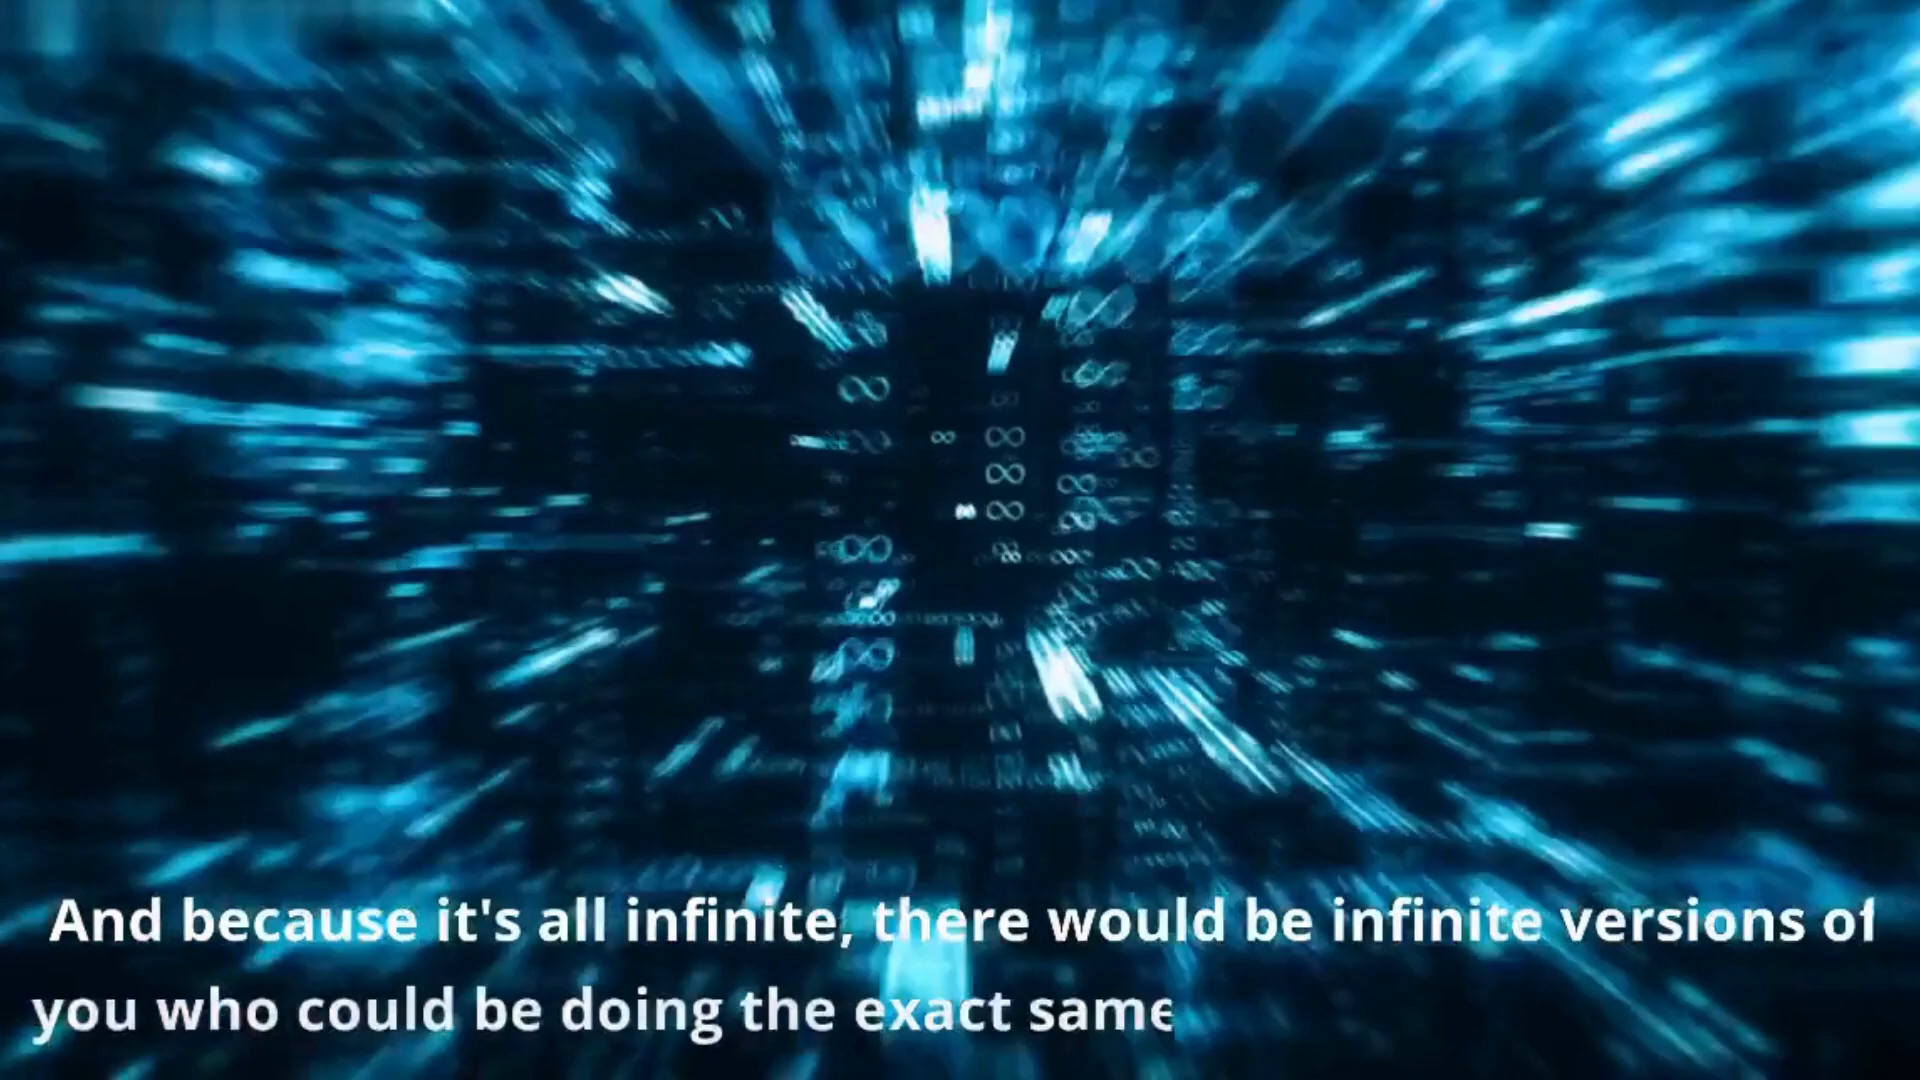 And because it's all infinite, there would be infinite versions of
you who could be doing the exact same